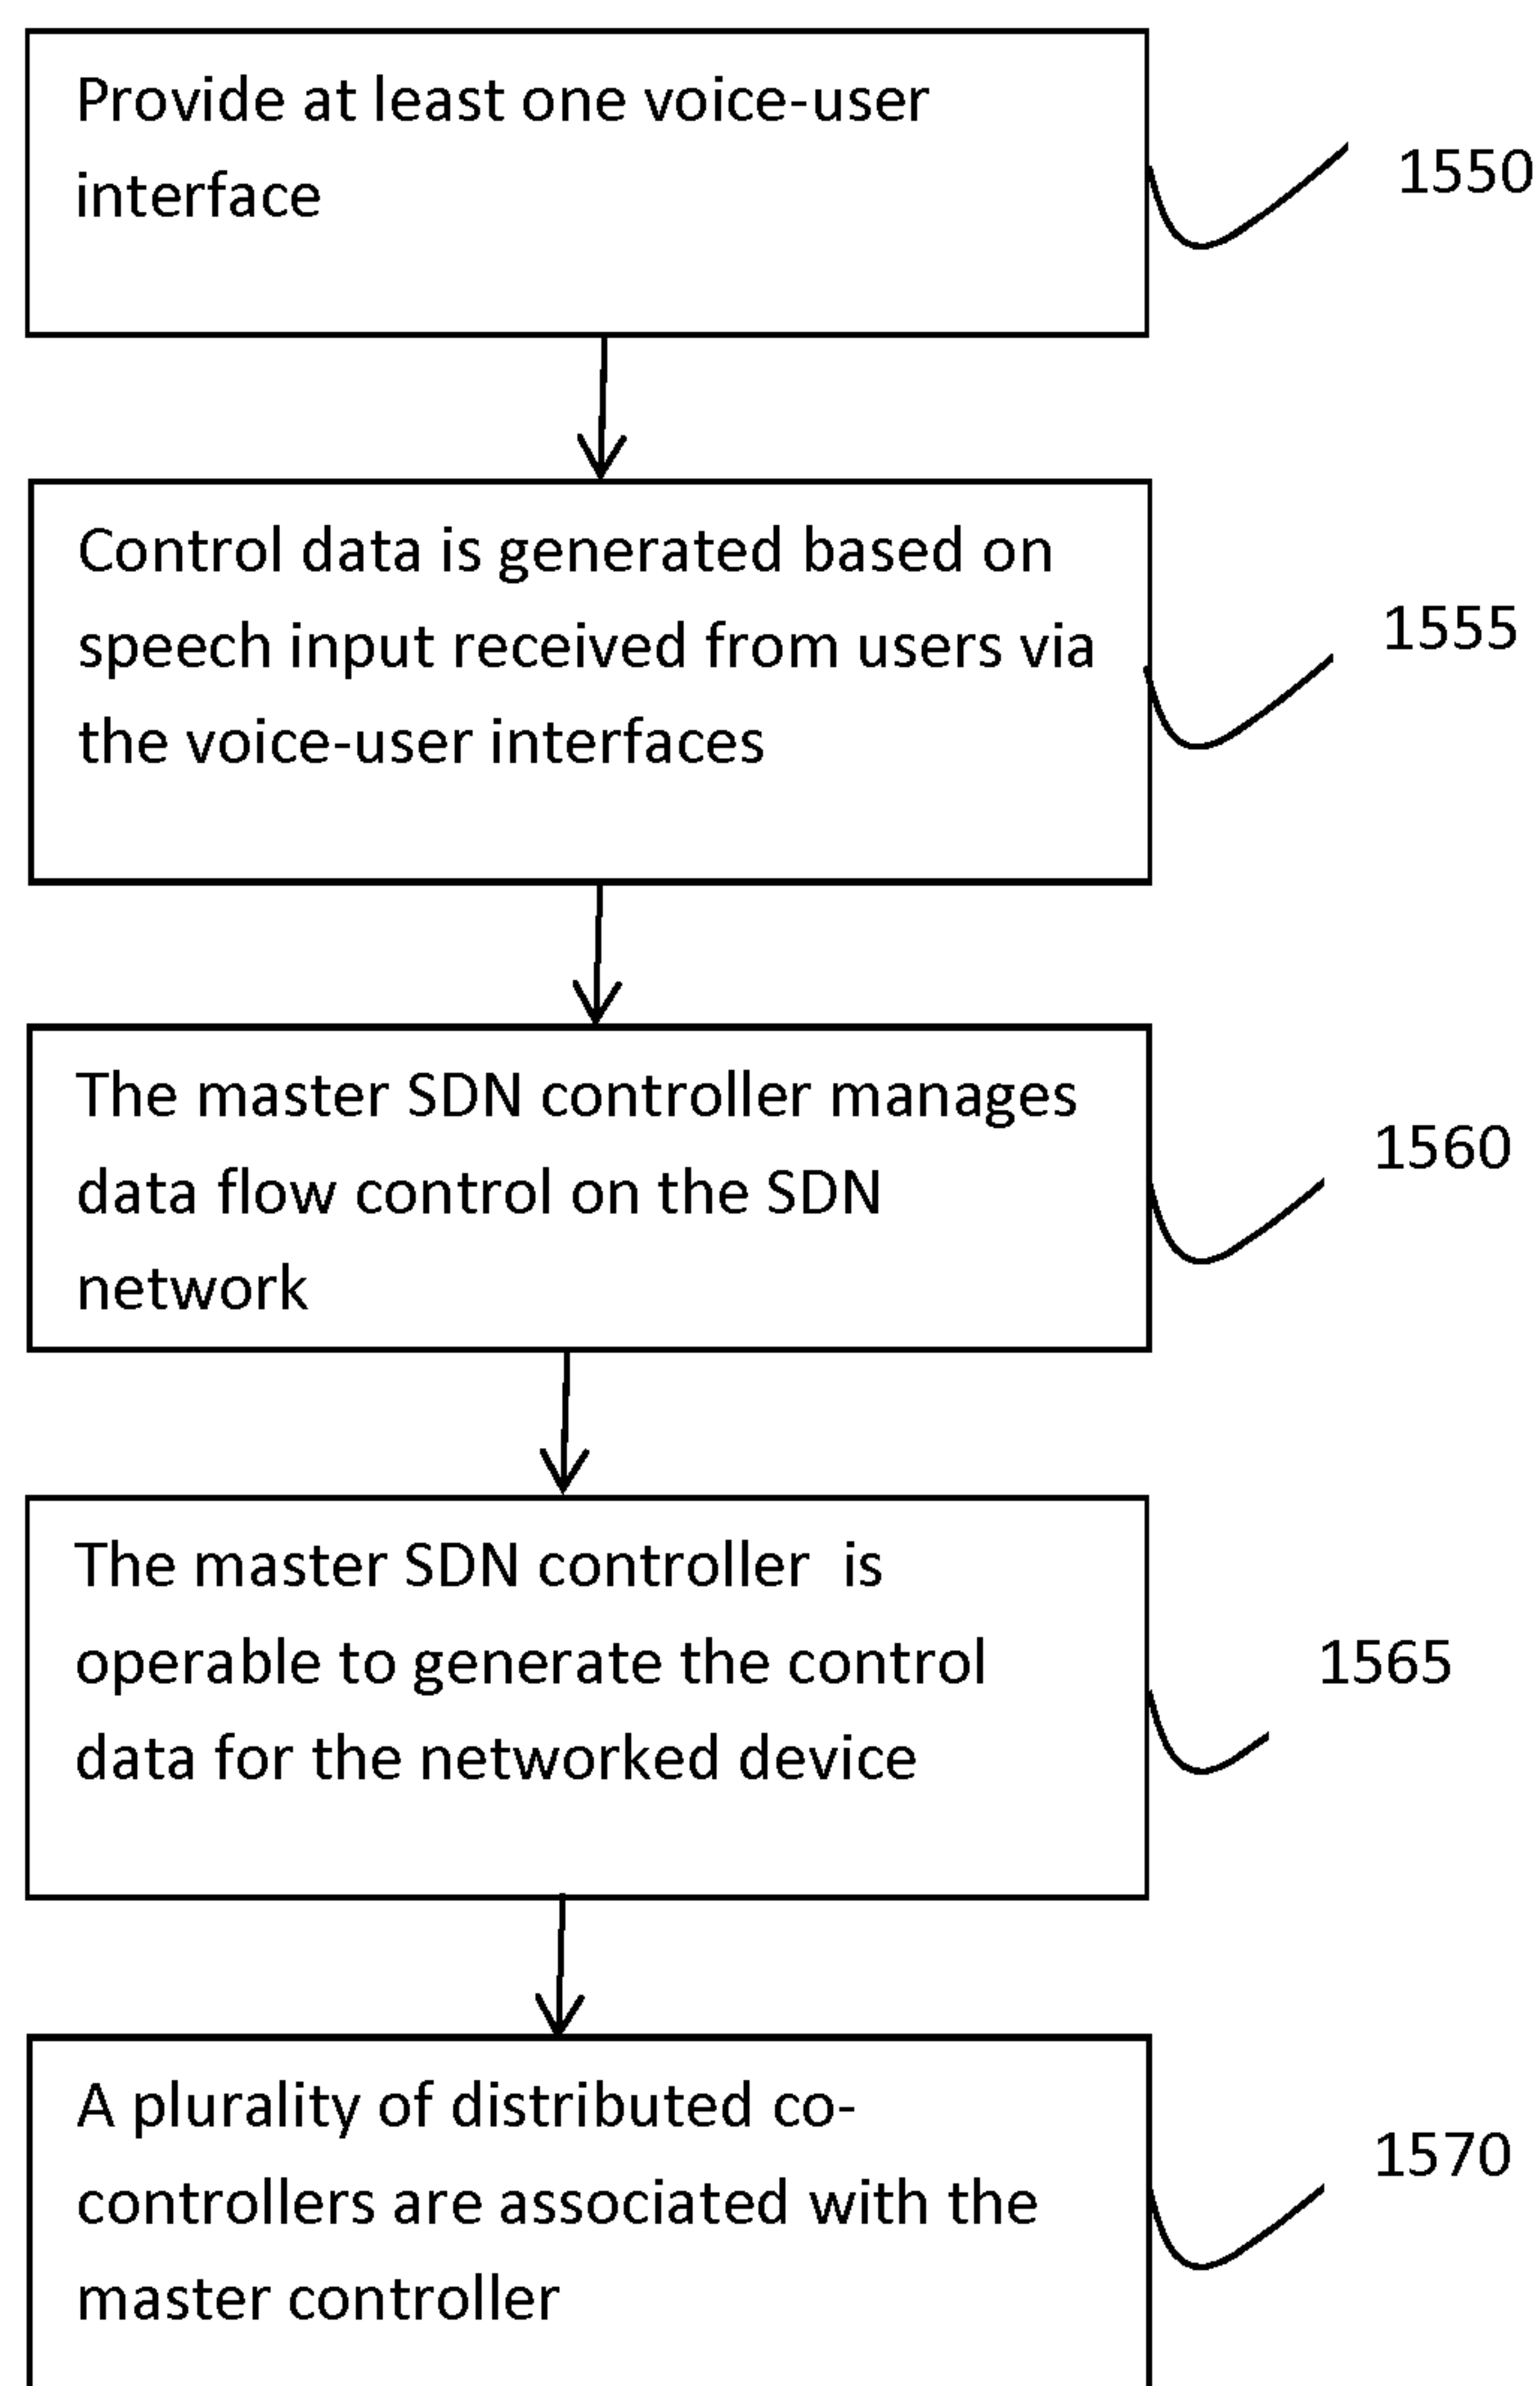 Provide at least one voice-user
interface
1550
Control data is generated based on
speech input received from users via
the voice-user interfaces
1555
The master SDN controller manages
data flow control on the SDN
network
1560
The master SDN controller  is
operable to generate the control
data for the networked device
1565
A plurality of distributed co-
controllers are associated with the
master controller
1570